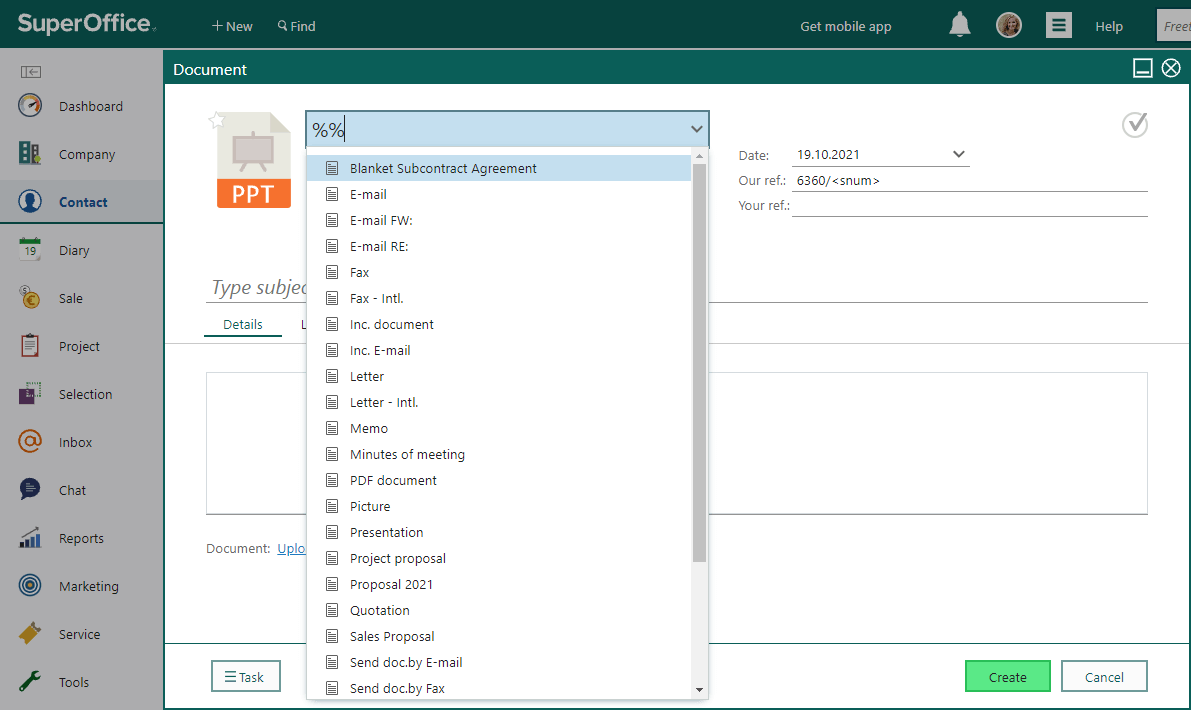 SuperOffice
+ New
Find
Get mobile app
Help
Freet
Dashboard
Company
Contact
19
Diary
Sale
Project
Selection
Inbox
Chat
Reports
Marketing
Service
Tools
Document
PPT
%%
Date: 19.10.2021
Our ref.: 6360/<snum>
Your ref.:
Type subjec
Details
L
Blanket Subcontract Agreement
E-mail
E-mail FW:
E-mail RE:
Fax
Fax - Intl.
Inc. document
Inc. E-mail
Letter
Letter - Intl.
Memo
Minutes of meeting
PDF document
Picture
Presentation
Project proposal
Proposal 2021
Quotation
Sales Proposal
Send doc.by E-mail
Send doc.by Fax
Document: Uplo
Task
Create
Cancel